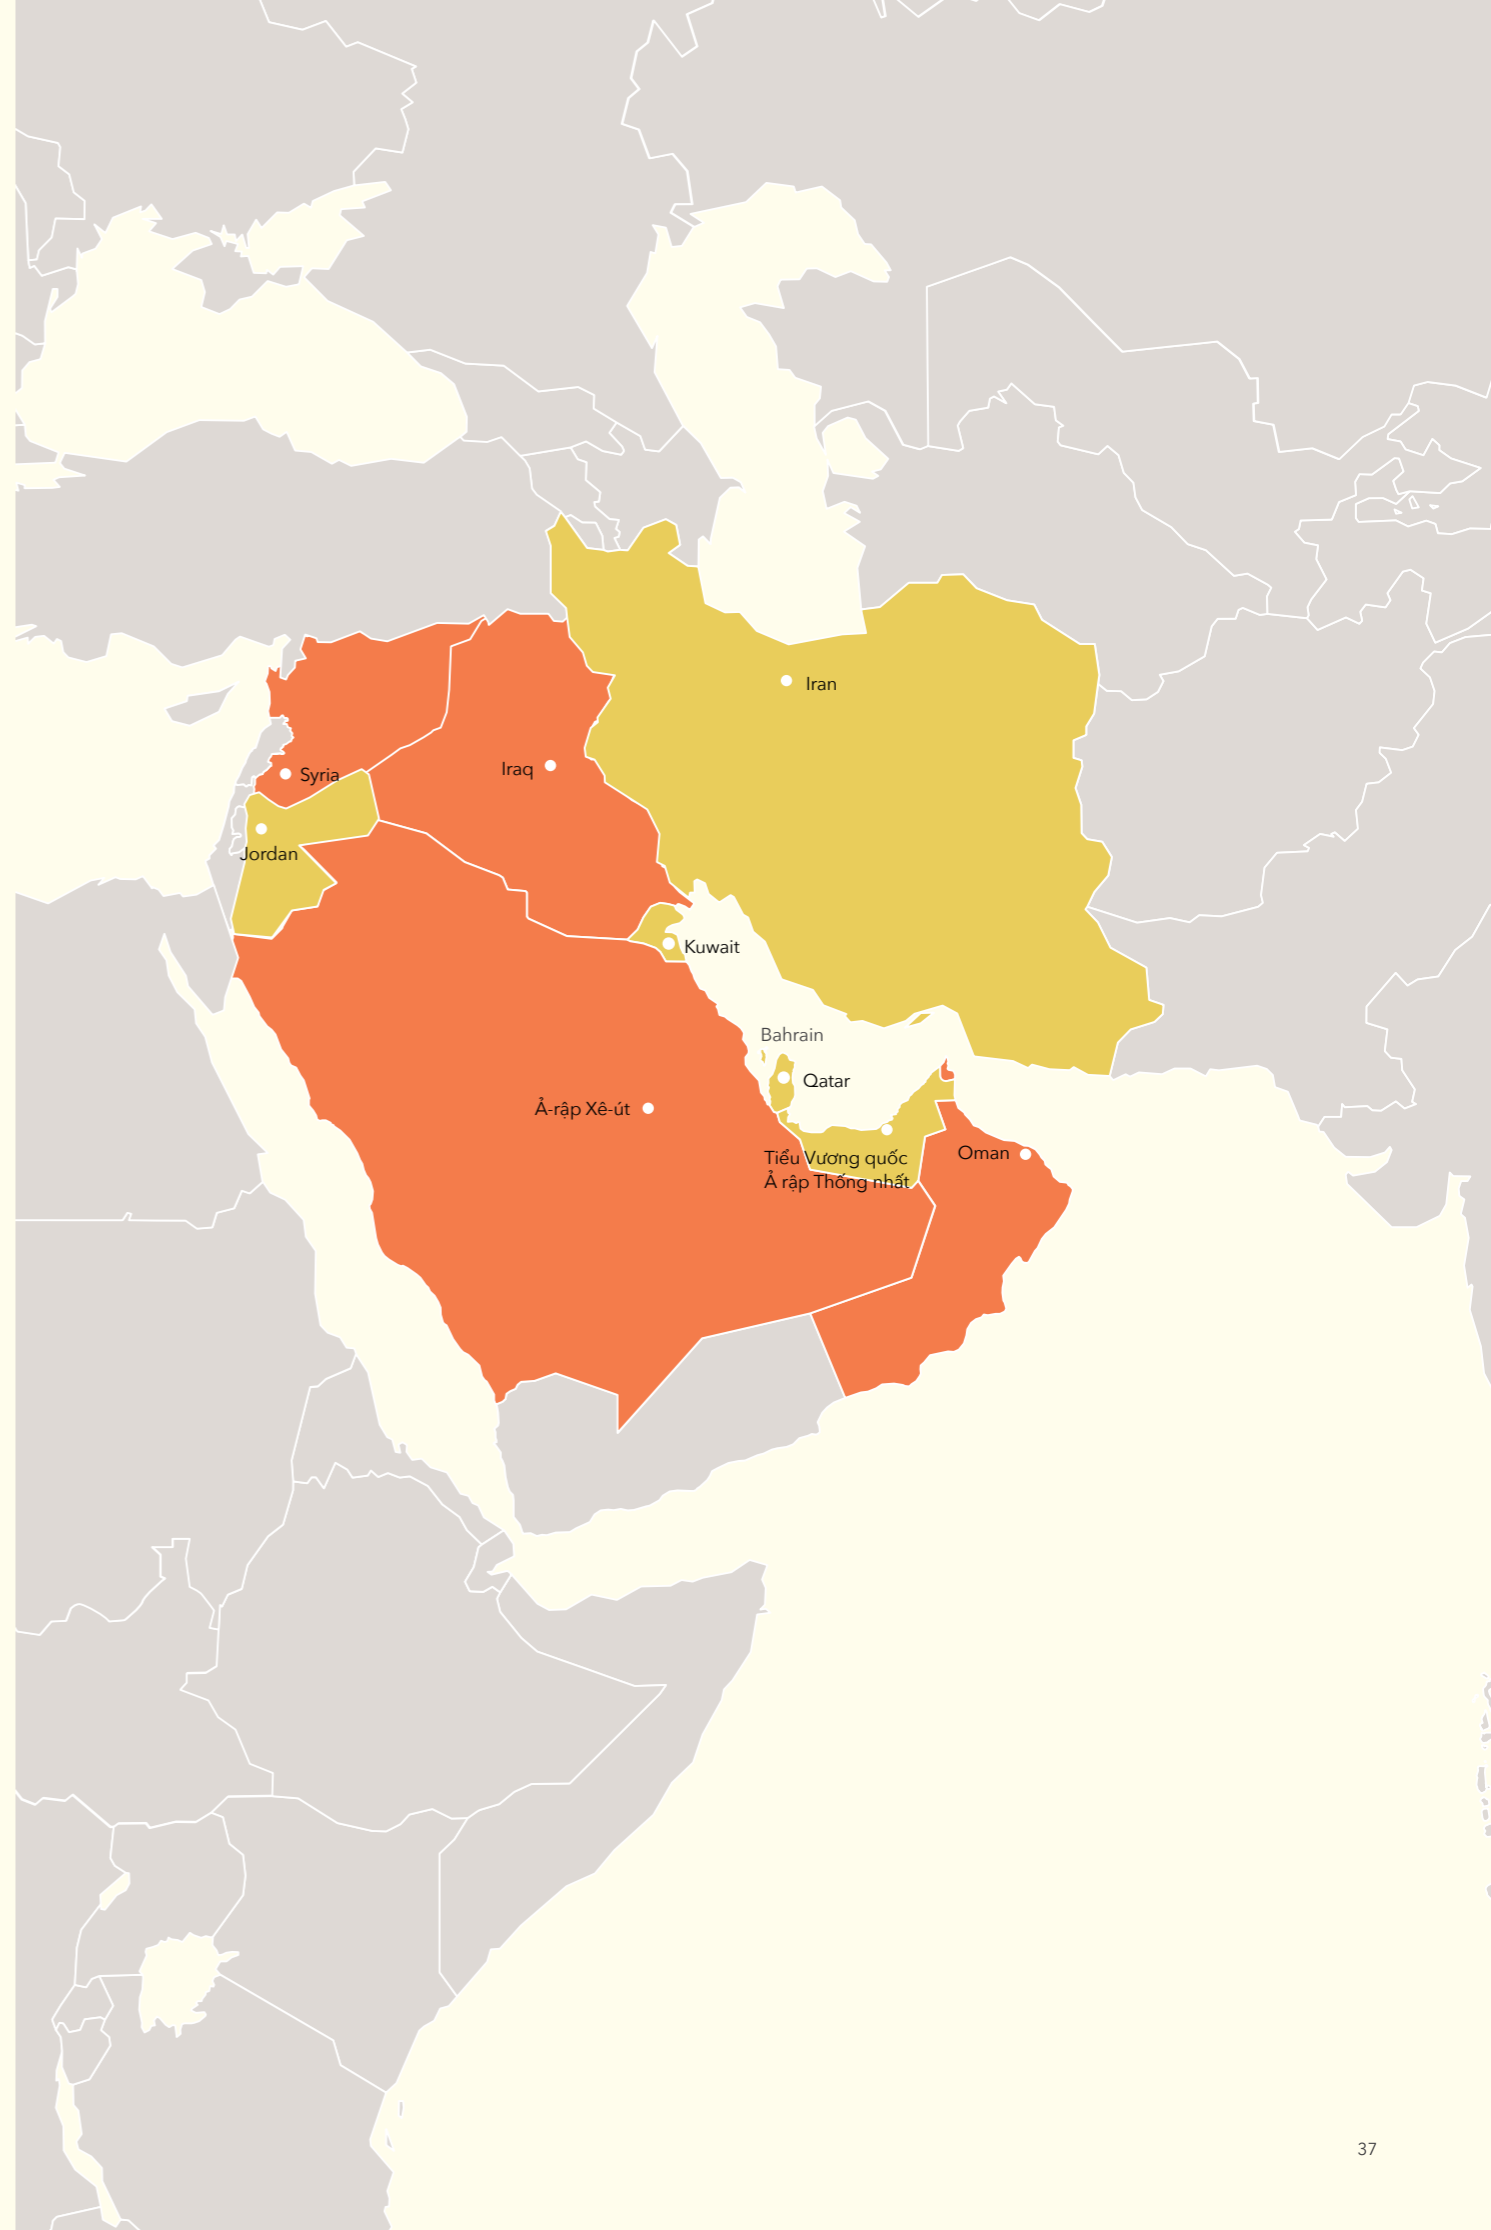 Iran
Iraq
Syria
Jordan
Kuwait
Bahrain
Qatar
Ả-rập Xê-út
Oman
Tiểu Vương quốc
Ả rập Thống nhất
37